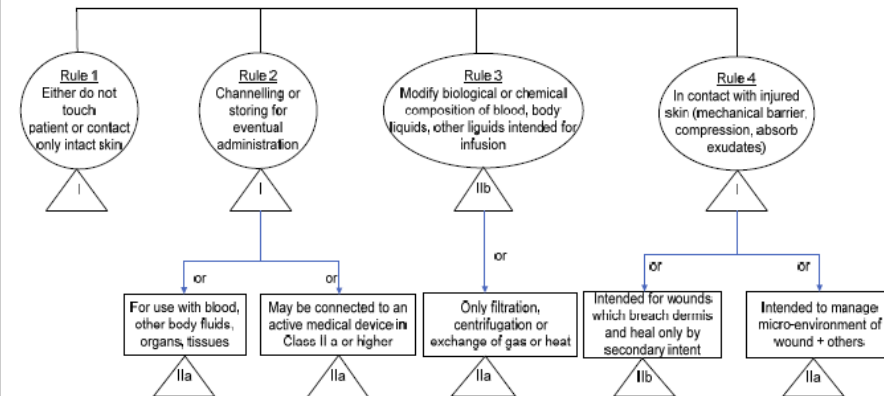 Rule 1
Either do not
touch
patient or contact
only intact skin
I
Rule 2
Channelling or
storing for
eventual
administration
I
Rule 3
Modify biological or chemical
composition of blood, body
liquids, other liguids intended for
infusion
IIb
Rule 4
In contact with injured
skin (mechanical barrier,
compression, absorb
exudates)
I
or
For use with blood,
other body fluids,
organs, tissues
IIa
or
May be connected to an
active medical device in
Class II a or higher
IIa
or
Only filtration,
centrifugation or
exchange of gas or heat
IIa
or
Intended for wounds
which breach dermis
and heal only by
secondary intent
IIb
or
Intended to manage
micro-environment of
wound + others
IIa